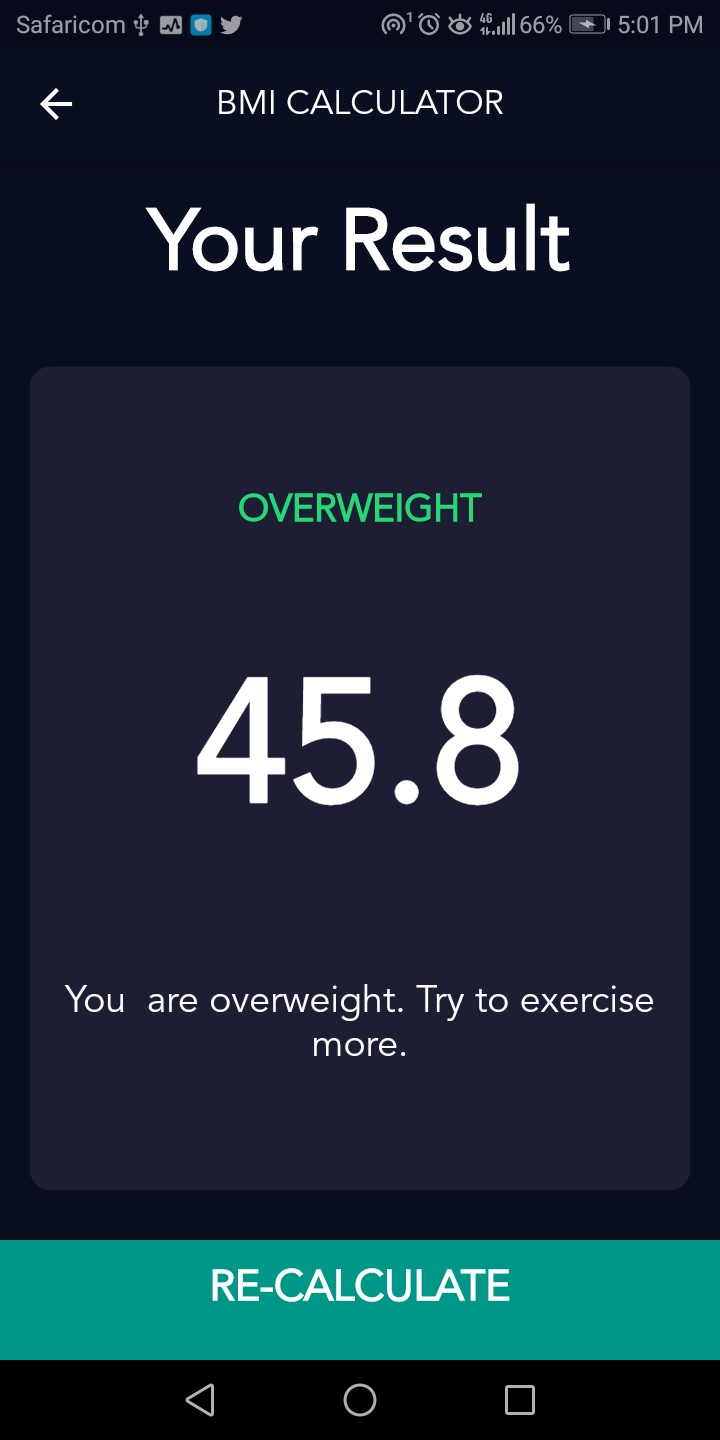 Safaricom 4G 66% 5:01 PM
BMI CALCULATOR
Your Result
OVERWEIGHT
45.8
You  are overweight. Try to exercise
more.
RE-CALCULATE